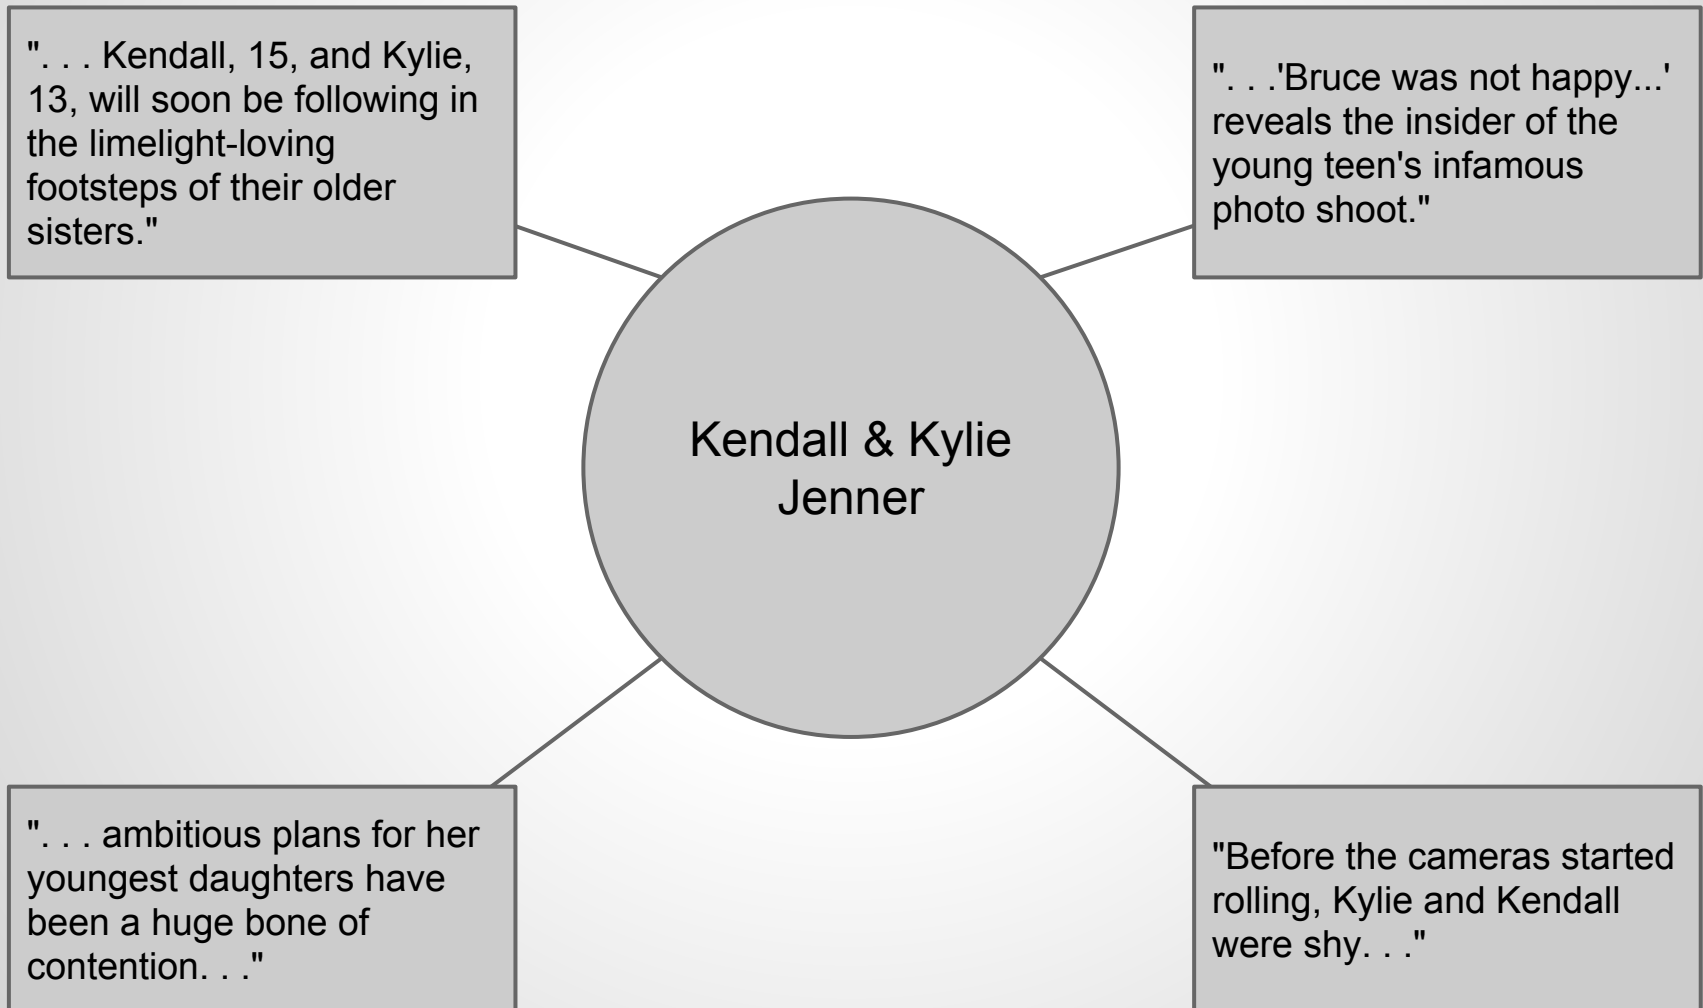 ". . . Kendall, 15, and Kylie,
13, will soon be following in
the limelight-loving
footsteps of their older
sisters."
". . .'Bruce was not happy...'
reveals the insider of the
young teen's infamous
photo shoot."
Kendall & Kylie
Jenner
". . . ambitious plans for her
youngest daughters have
been a huge bone of
contention. . ."
"Before the cameras started
rolling, Kylie and Kendall
were shy. . ."